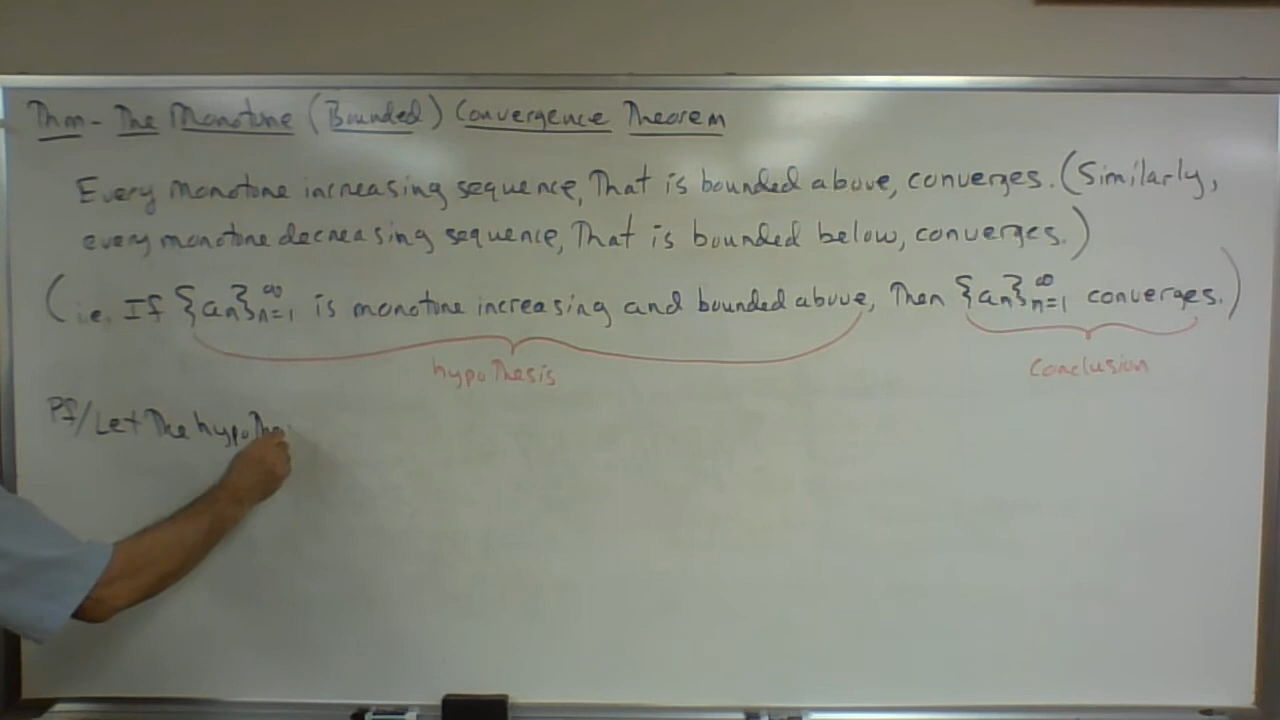 Thm - The Monotone (Bounded) Convergence Theorem
Every monotone increasing sequence, That is bounded above, converges. (Similarly,
every monotone decreasing sequence, That is bounded below, converges.)
(i.e. If {an}∞n=1 is monotone increasing and bounded above, Then {an}∞n=1 converges.)
hypothesis
Conclusion
Pf/Let The hypothe